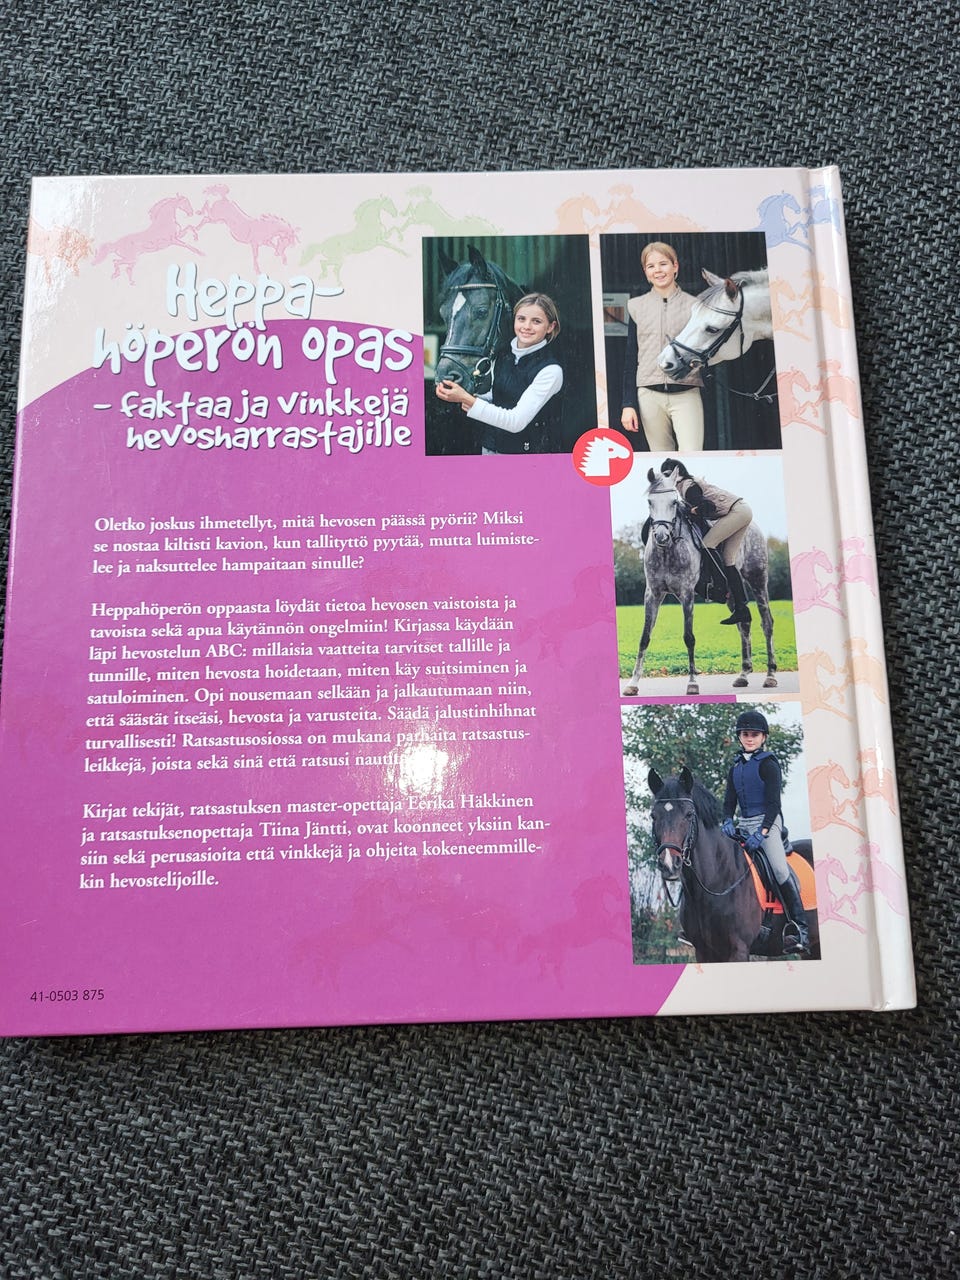 Heppa-
höperön opas
– faktaa ja vinkkejä
hevosharrastajille
Oletko joskus ihmetellyt, mitä hevosen päässä pyörii? Miksi
se nostaa kiltisti kavion, kun tallityttö pyytää, mutta luimiste-
lee ja naksuttelee hampaitaan sinulle?
Heppahöperön oppaasta löydät tietoa hevosen vaistoista ja
tavoista sekä apua käytännön ongelmiin! Kirjassa käydään
läpi hevostelun ABC: millaisia vaatteita tarvitset tallille ja
tunnille, miten hevosta hoidetaan, miten käy suitsiminen ja
satuloiminen. Opi nousemaan selkään ja jalkautumaan niin,
että säästät itseäsi, hevosta ja varusteita. Säädä jalustinhihnat
turvallisesti! Ratsastusosiossa on mukana parhaita ratsastus-
leikkejä, joista sekä sinä että ratsusi
Kirjat tekijät, ratsastuksen master-opettaja Eerika Häkkinen
ja ratsastuksenopettaja Tiina Jäntti, ovat koonneet yksiin kan-
siin sekä perusasioita että vinkkejä ja ohjeita kokeneemmille-
kin hevostelijoille.
41-0503 875